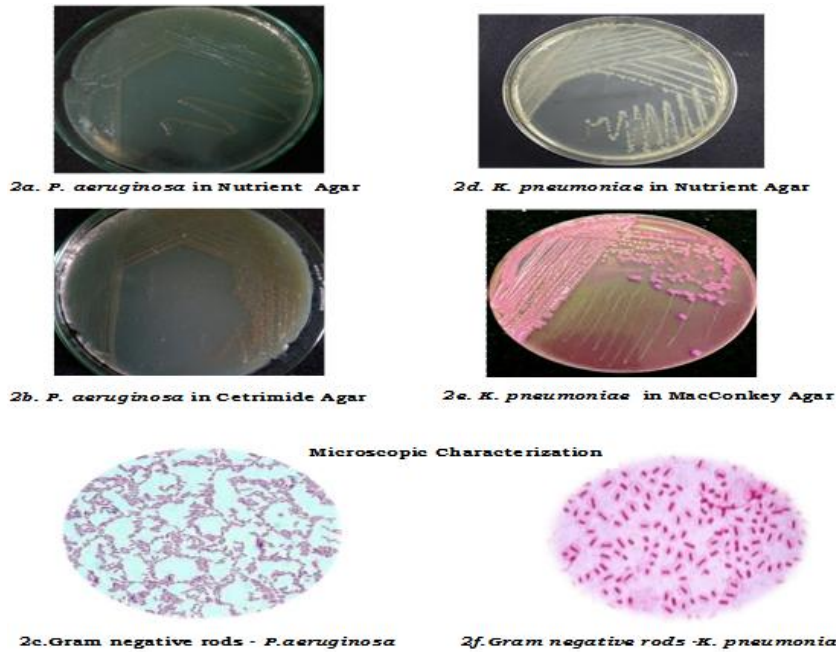 2a. P. aeruginosa in Nutrient Agar
2d. K. pneumoniae in Nutrient Agar
2b. P. aeruginosa in Cetrimide Agar
2e. K. pneumoniae in MacConkey Agar
Microscopic Characterization
2c.Gram negative rods - P.aeruginosa
2f.Gram negative rods -K. pneumonia